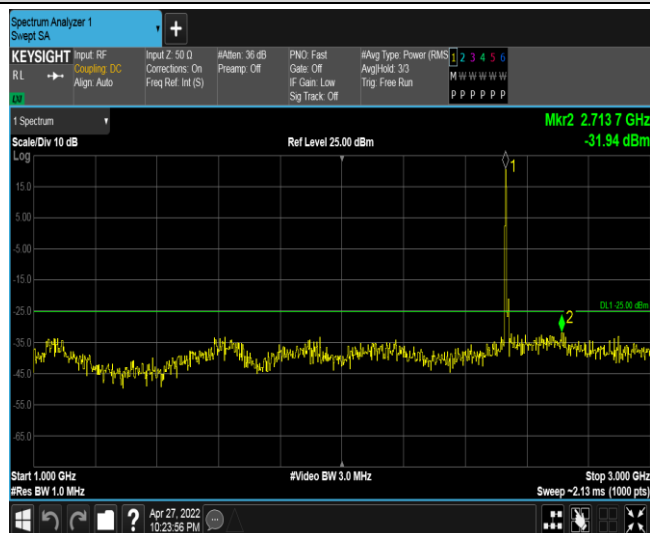 Spectrum Analyzer 1
Swept SA
+
KEYSIGHT Input: RF Input Z: 50 Ω #Atten: 36 dB PNO: Fast #Avg Type: Power (RMS 1 2 3 4 5 6
RL Coupling: DC Corrections: On Preamp: Off Gate: Off Avg|Hold: 3/3 M W W W W W
Align: Auto Freq Ref: Int (S) IF Gain: Low Trig: Free Run
Sig Track: Off P P P P P P
1 Spectrum Mkr2 2.713 7 GHz
Scale/Div 10 dB Ref Level 25.00 dBm -31.94 dBm
Log
1
15.0
5.00
-5.00
-15.0
-25.0 DL1 -25.00 dBm
2
-35.0
-45.0
-55.0
-65.0
Start 1.000 GHz #Video BW 3.0 MHz Stop 3.000 GHz
#Res BW 1.0 MHz Sweep ~2.13 ms (1000 pts)
? Apr 27, 2022
10:23:56 PM